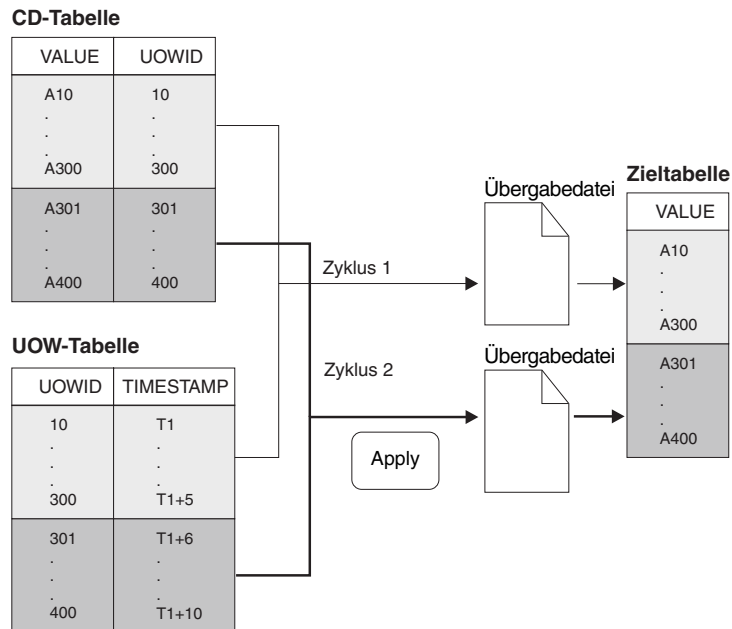 CD-Tabelle
VALUE UOWID
A10 10
. .
. .
. .
A300 300
A301 301
. .
. .
. .
A400 400
UOW-Tabelle
UOWID TIMESTAMP
10 T1
. .
. .
. .
300 T1+5
301 T1+6
. .
. .
. .
400 T1+10
Zyklus 1
Zyklus 2
Apply
Übergabedatei
Übergabedatei
Zieltabelle
VALUE
A10
.
.
.
A300
A301
.
.
.
A400